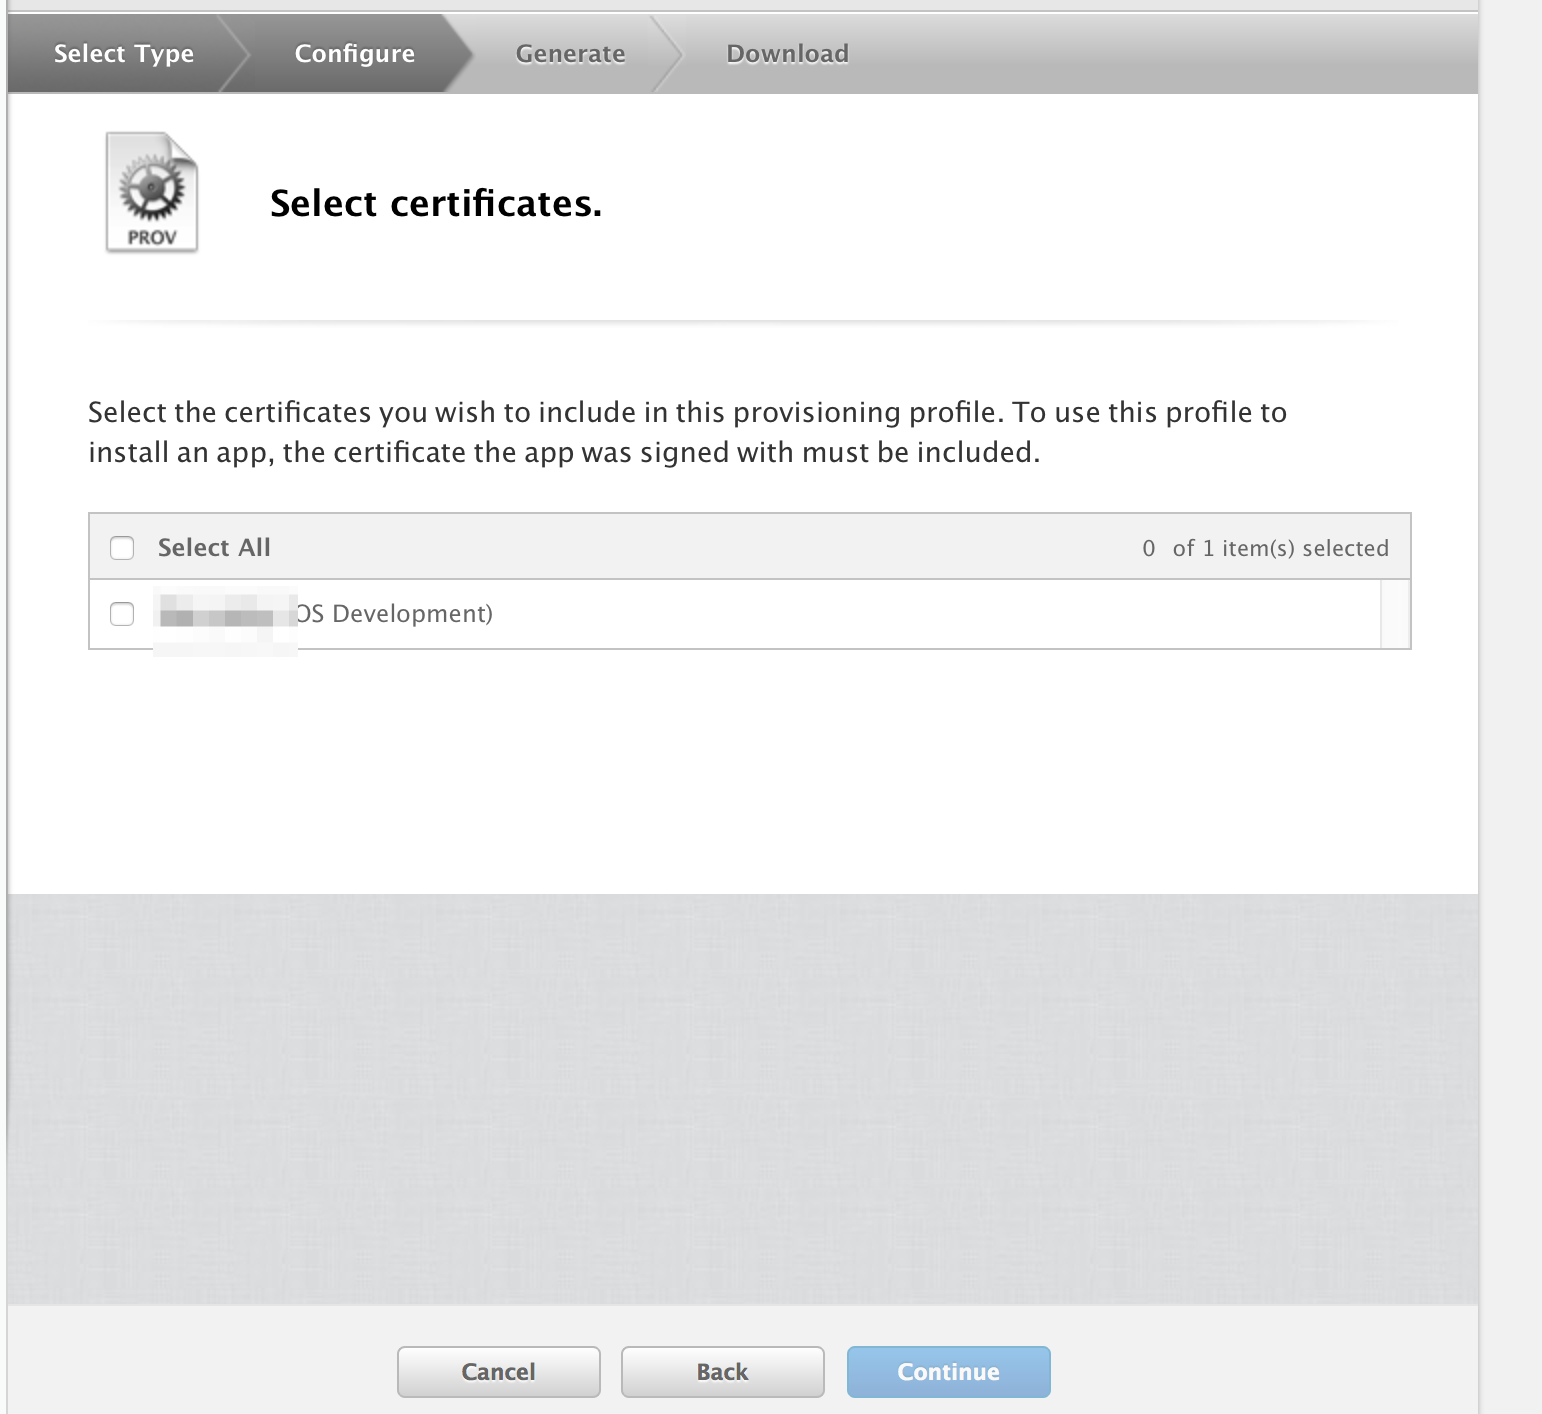 Select Type
Configure
Generate
Download
PROV
Select certificates.
Select the certificates you wish to include in this provisioning profile. To use this profile to
install an app, the certificate the app was signed with must be included.
Select All
0 of 1 item(s) selected
OS Development)
Cancel
Back
Continue